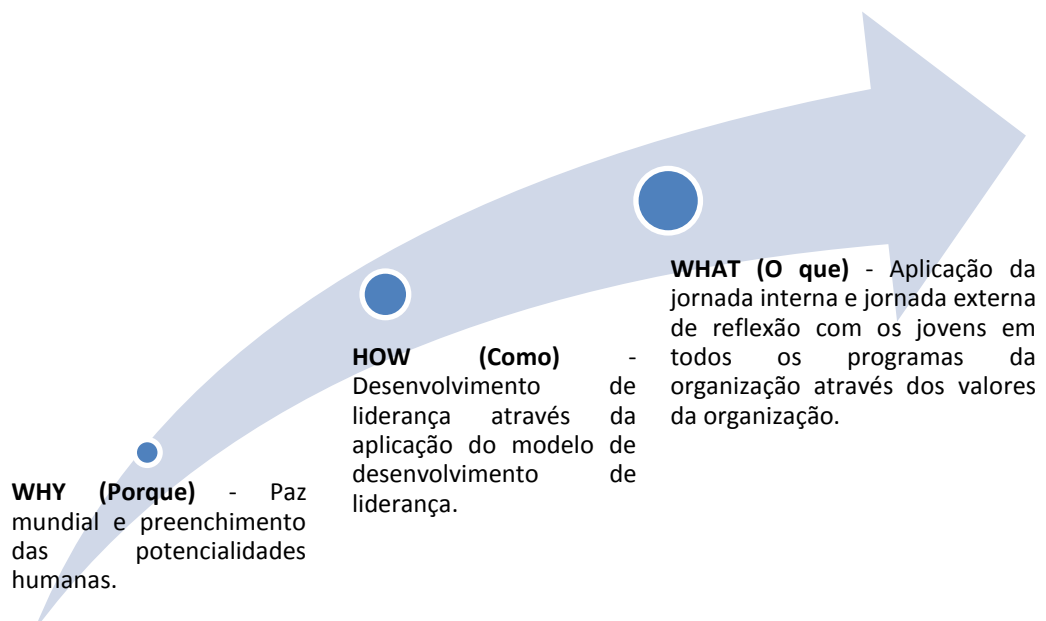 WHY (Porque) - Paz
mundial e preenchimento
das potencialidades
humanas.
HOW (Como) -
Desenvolvimento de
liderança através da
aplicação do modelo de
desenvolvimento de
liderança.
WHAT (O que) - Aplicação da
jornada interna e jornada externa
de reflexão com os jovens em
todos os programas da
organização através dos valores
da organização.